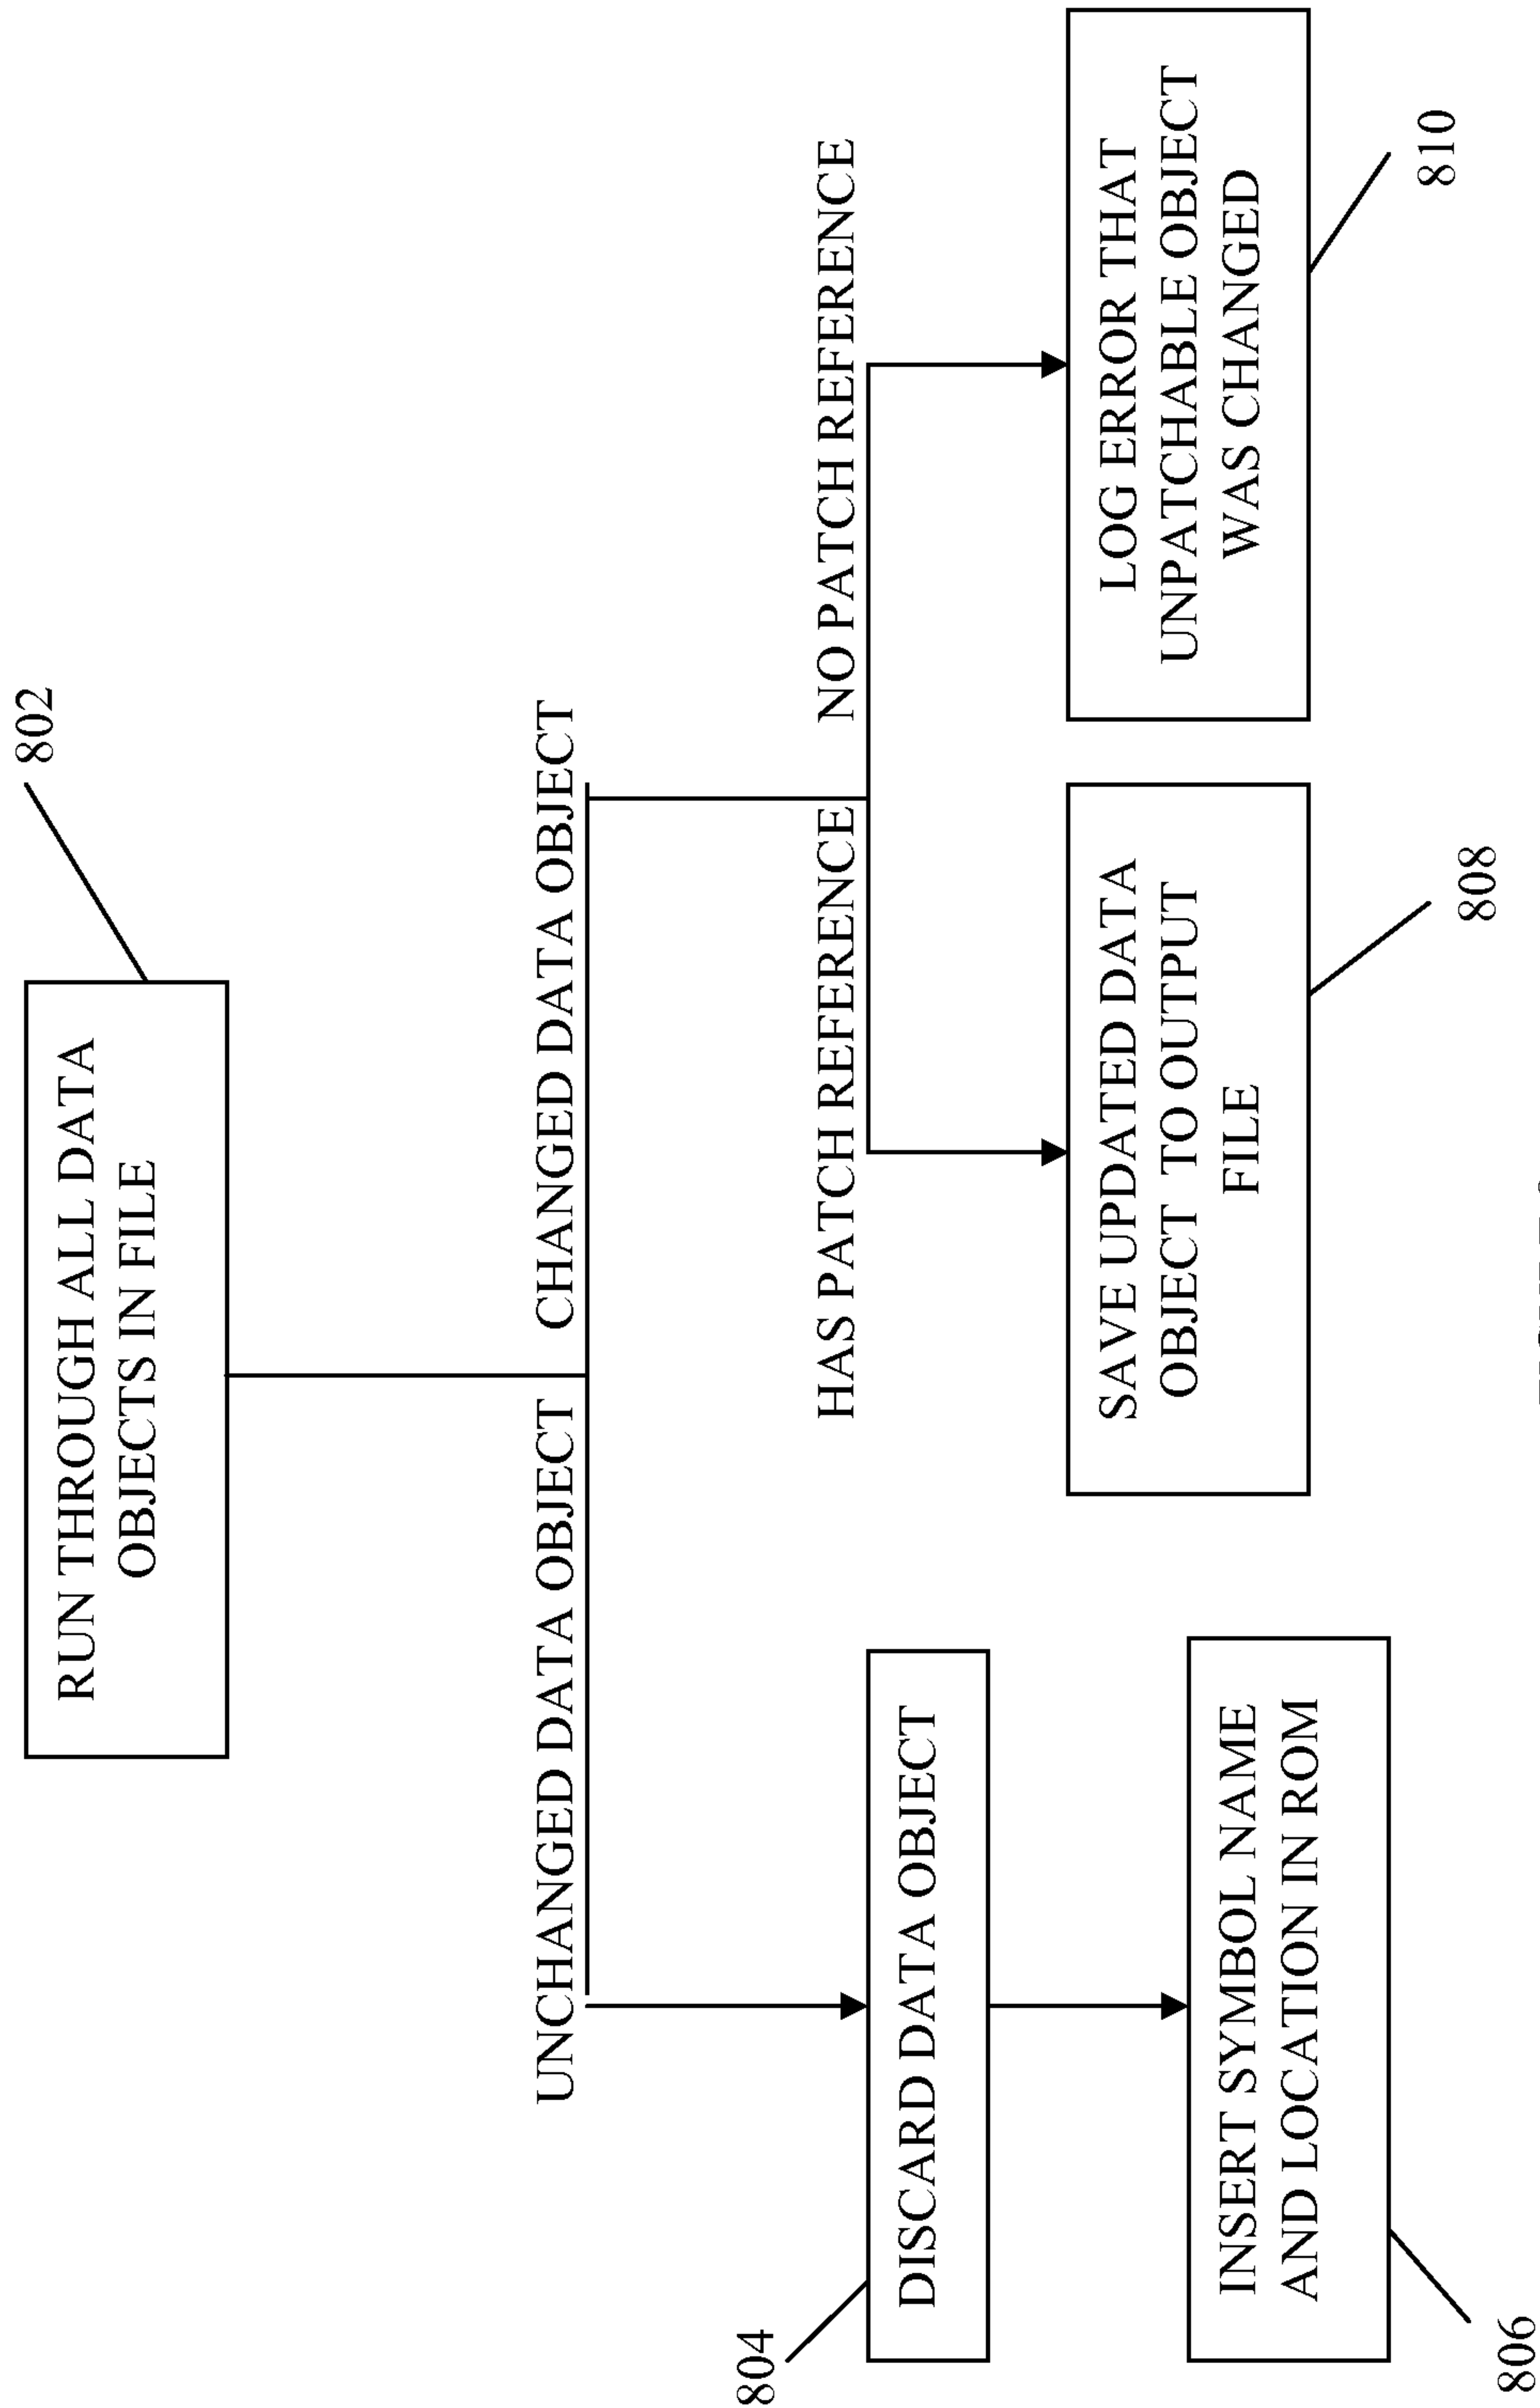 802
RUN THROUGH ALL DATA
OBJECTS IN FILE
UNCHANGED DATA OBJECT
CHANGED DATA OBJECT
804
DISCARD DATA OBJECT
HAS PATCH REFERENCE
NO PATCH REFERENCE
INSERT SYMBOL NAME
AND LOCATION IN ROM
806
SAVE UPDATED DATA
OBJECT TO OUTPUT
FILE
808
LOG ERROR THAT
UNPATCHABLE OBJECT
WAS CHANGED
810